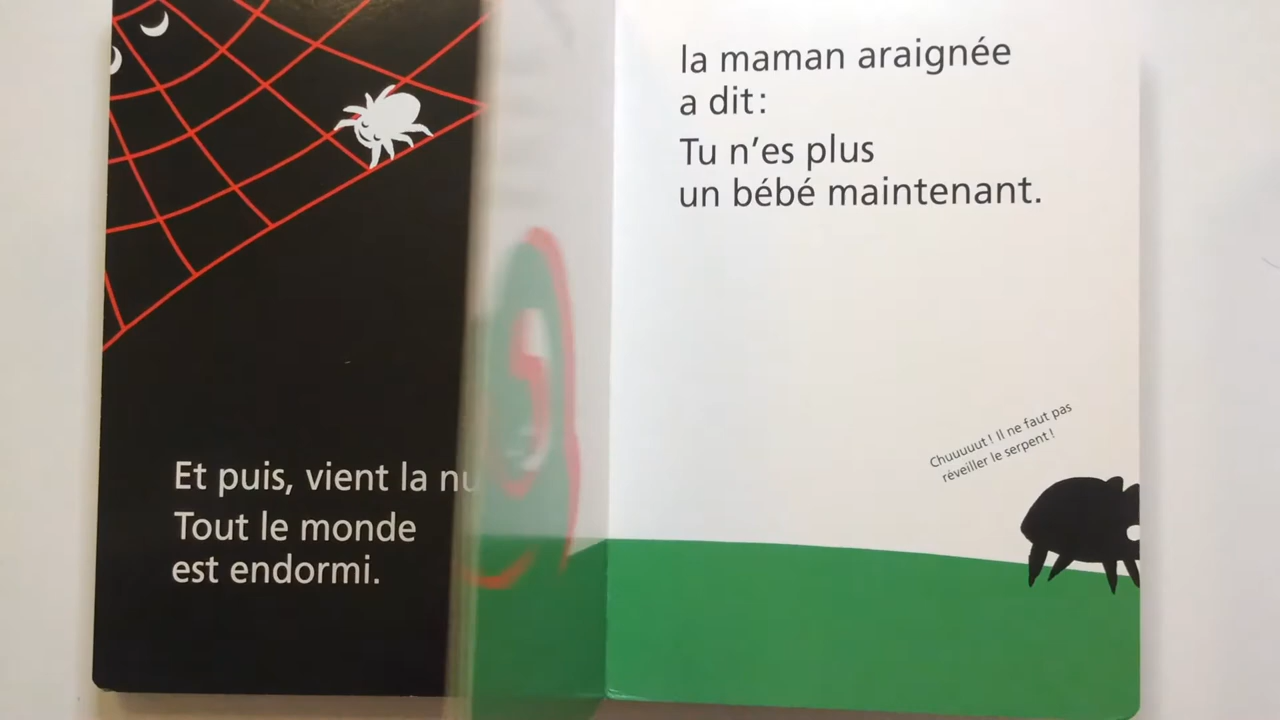 Et puis, vient la nu
Tout le monde
est endormi.
la maman araignée
a dit :
Tu n’es plus
un bébé maintenant.
Chuuuuut ! Il ne faut pas
réveiller le serpent !